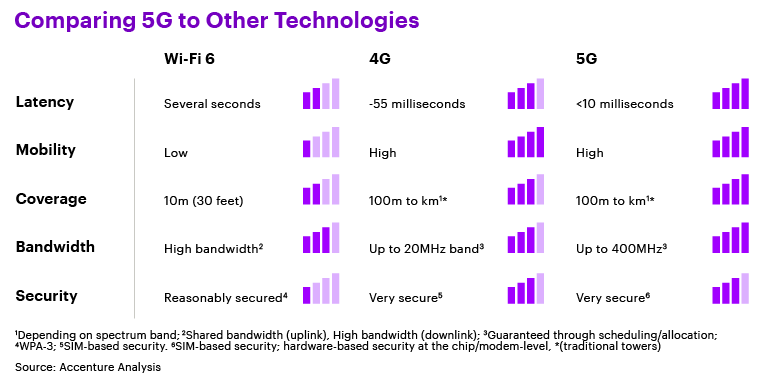 Comparing 5G to Other Technologies
Wi-Fi 6 4G 5G
Latency Several seconds -55 milliseconds <10 milliseconds
Mobility Low High High
Coverage 10m (30 feet) 100m to km¹* 100m to km¹*
Bandwidth High bandwidth² Up to 20MHz band³ Up to 400MHz³
Security Reasonably secured⁴ Very secure⁵ Very secure⁶
¹Depending on spectrum band; ²Shared bandwidth (uplink), High bandwidth (downlink); ³Guaranteed through scheduling/allocation;
⁴WPA-3; ⁵SIM-based security. ⁶SIM-based security; hardware-based security at the chip/modem-level, *(traditional towers)
Source: Accenture Analysis